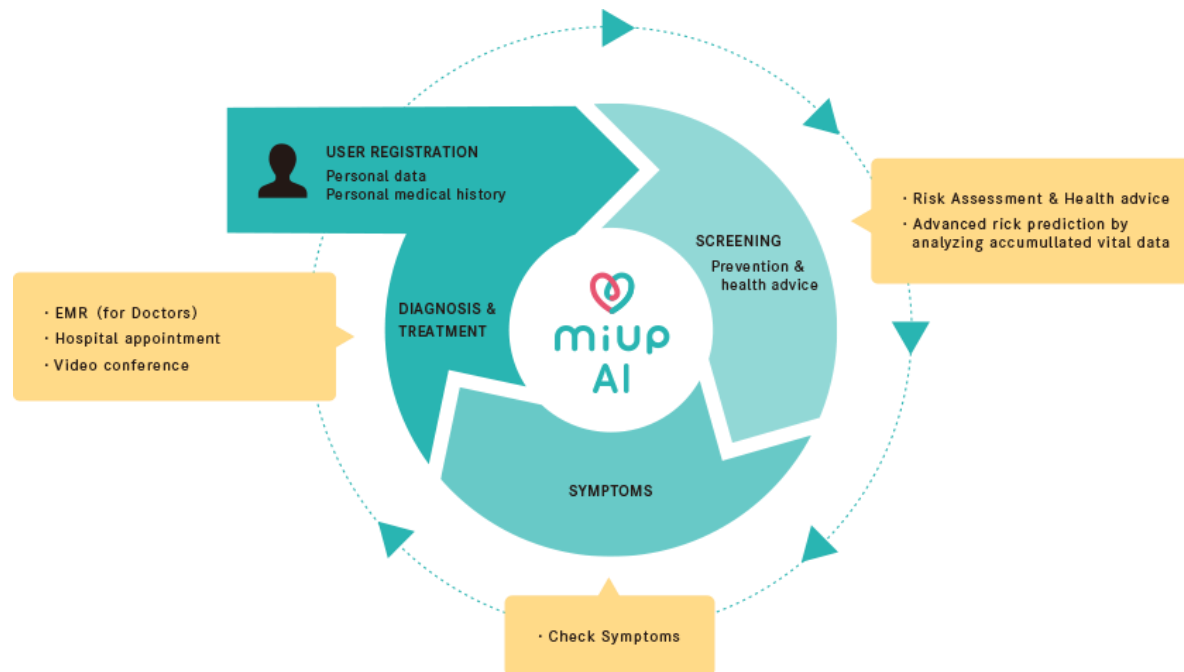 USER REGISTRATION
Personal data
Personal medical history
SCREENING
Prevention &
health advice
· Risk Assessment & Health advice
· Advanced rick prediction by
analyzing accumullated vital data
DIAGNOSIS &
TREATMENT
· EMR (for Doctors)
· Hospital appointment
· Video conference
miup
AI
SYMPTOMS
· Check Symptoms